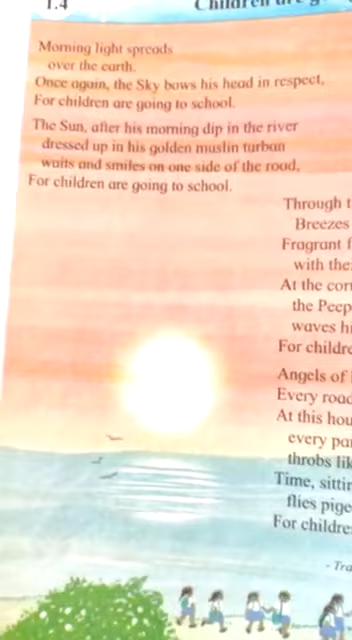 1.4 Children are g
Morning light spreads
over the earth.
Once again, the Sky bows his head in respect,
For children are going to school.
The Sun, after his morning dip in the river
dressed up in his golden muslin turban
waits and smiles on one side of the road,
For children are going to school.
Through t
Breezes
Fragrant f
with the
At the cor
the Peep
waves hi
For childre
Angels of
Every road
At this hou
every pa
throbs lik
Time, sittin
flies pige
For childre
- Tra